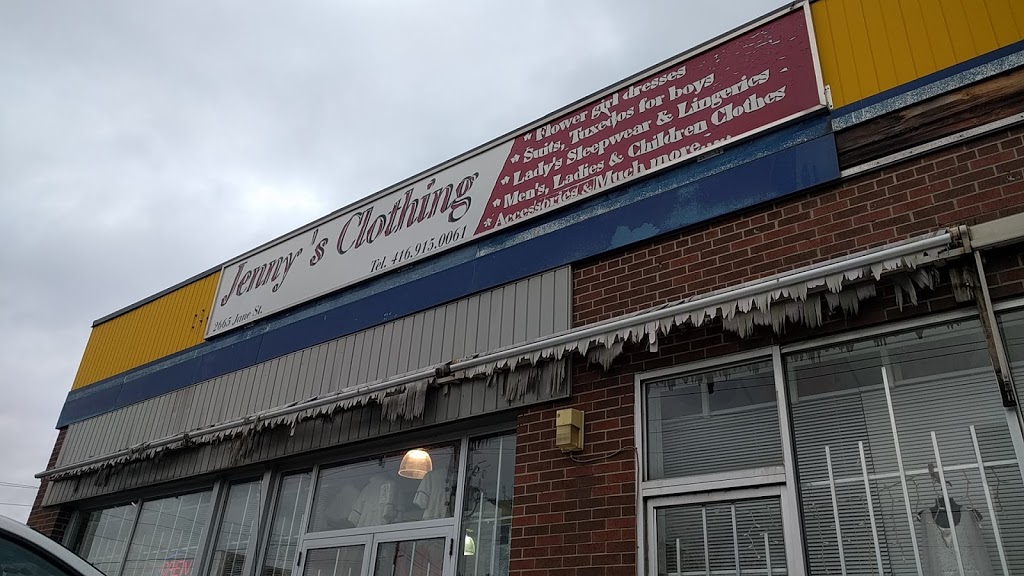 Jenny's Clothing
Tel. 416.915.0061
2665 Jane St.
* Flower girl dresses
* Suits, Tuxedos for boys
* Lady's Sleepwear & Lingeries
* Men's, Ladies & Children Clothes
* Accessories & Much more....